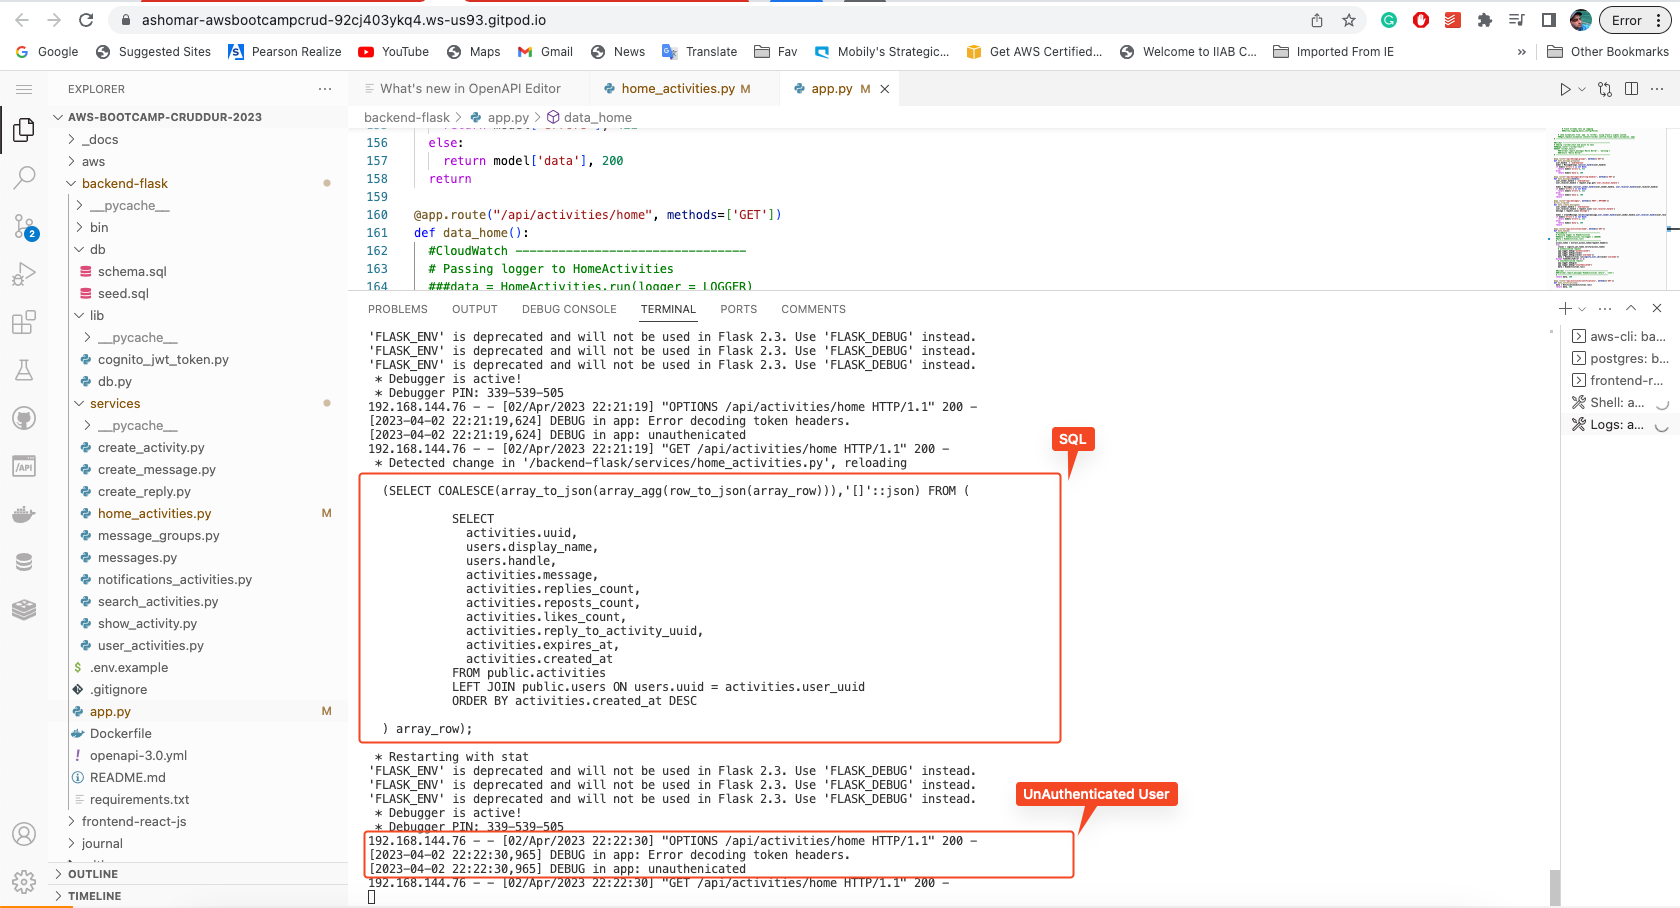 ashomar-awsbootcampcrud-92cj403ykq4.ws-us93.gitpod.io
Error
Google
Suggested Sites
Pearson Realize
YouTube
Maps
Gmail
News
Translate
Fav
Mobily's Strategic...
Get AWS Certified...
Welcome to IIAB C...
Imported From IE
»
Other Bookmarks
EXPLORER
What's new in OpenAPI Editor
home_activities.py M
app.py M
AWS-BOOTCAMP-CRUDDUR-2023
_docs
aws
backend-flask
__pycache__
bin
db
schema.sql
seed.sql
lib
__pycache__
cognito_jwt_token.py
db.py
services
__pycache__
create_activity.py
create_message.py
create_reply.py
home_activities.py M
message_groups.py
messages.py
notifications_activities.py
search_activities.py
show_activity.py
user_activities.py
.env.example
.gitignore
app.py M
Dockerfile
openapi-3.0.yml
README.md
requirements.txt
frontend-react-js
journal
OUTLINE
TIMELINE
2
/API
backend-flask > app.py > data_home
156 else:
157 return model['data'], 200
158 return
159
160 @app.route("/api/activities/home", methods=['GET'])
161 def data_home():
162 #CloudWatch --------------------------------
163 # Passing logger to HomeActivities
164 ###data = HomeActivities.run(logger = LOGGER)
PROBLEMS OUTPUT DEBUG CONSOLE TERMINAL PORTS COMMENTS
'FLASK_ENV' is deprecated and will not be used in Flask 2.3. Use 'FLASK_DEBUG' instead.
'FLASK_ENV' is deprecated and will not be used in Flask 2.3. Use 'FLASK_DEBUG' instead.
'FLASK_ENV' is deprecated and will not be used in Flask 2.3. Use 'FLASK_DEBUG' instead.
* Debugger is active!
* Debugger PIN: 339-539-505
192.168.144.76 - - [02/Apr/2023 22:21:19] "OPTIONS /api/activities/home HTTP/1.1" 200 -
[2023-04-02 22:21:19,624] DEBUG in app: Error decoding token headers.
[2023-04-02 22:21:19,624] DEBUG in app: unauthenicated
192.168.144.76 - - [02/Apr/2023 22:21:19] "GET /api/activities/home HTTP/1.1" 200 -
* Detected change in '/backend-flask/services/home_activities.py', reloading
SQL
(SELECT COALESCE(array_to_json(array_agg(row_to_json(array_row))),'[]'::json) FROM (
SELECT
activities.uuid,
users.display_name,
users.handle,
activities.message,
activities.replies_count,
activities.reposts_count,
activities.likes_count,
activities.reply_to_activity_uuid,
activities.expires_at,
activities.created_at
FROM public.activities
LEFT JOIN public.users ON users.uuid = activities.user_uuid
ORDER BY activities.created_at DESC
) array_row);
* Restarting with stat
'FLASK_ENV' is deprecated and will not be used in Flask 2.3. Use 'FLASK_DEBUG' instead.
'FLASK_ENV' is deprecated and will not be used in Flask 2.3. Use 'FLASK_DEBUG' instead.
'FLASK_ENV' is deprecated and will not be used in Flask 2.3. Use 'FLASK_DEBUG' instead.
* Debugger is active!
* Debugger PIN: 339-539-505
UnAuthenticated User
192.168.144.76 - - [02/Apr/2023 22:22:30] "OPTIONS /api/activities/home HTTP/1.1" 200 -
[2023-04-02 22:22:30,965] DEBUG in app: Error decoding token headers.
[2023-04-02 22:22:30,965] DEBUG in app: unauthenicated
192.168.144.76 - - [02/Apr/2023 22:22:30] "GET /api/activities/home HTTP/1.1" 200 -
aws-cli: ba...
postgres: b...
frontend-r...
Shell: a...
Logs: a...